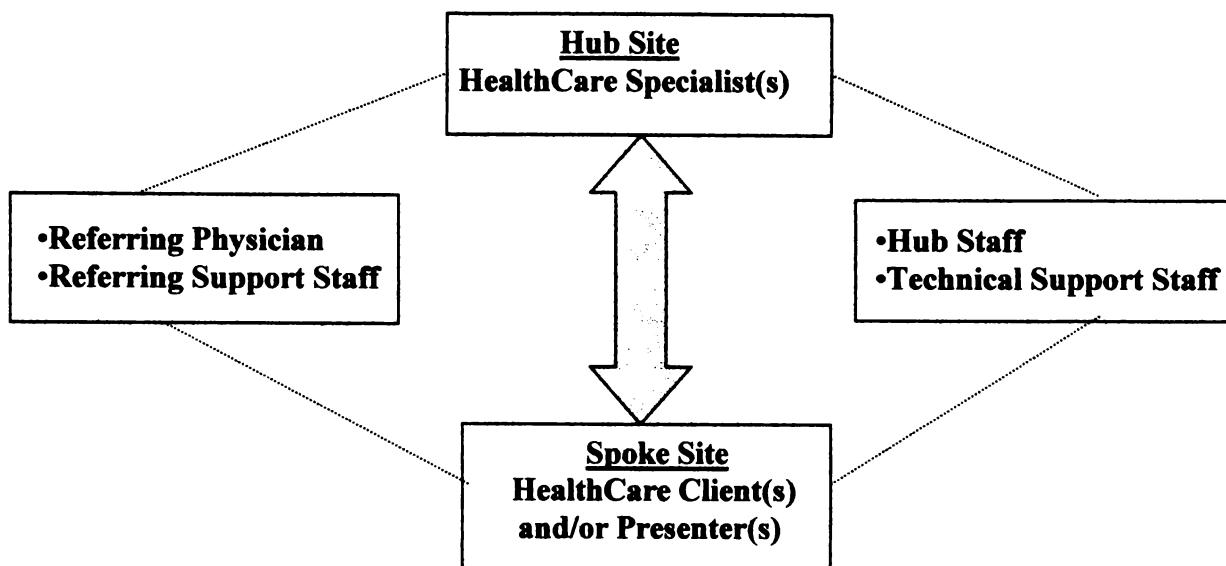 Hub Site
HealthCare Specialist(s)
•Referring Physician
•Referring Support Staff
•Hub Staff
•Technical Support Staff
Spoke Site
HealthCare Client(s)
and/or Presenter(s)